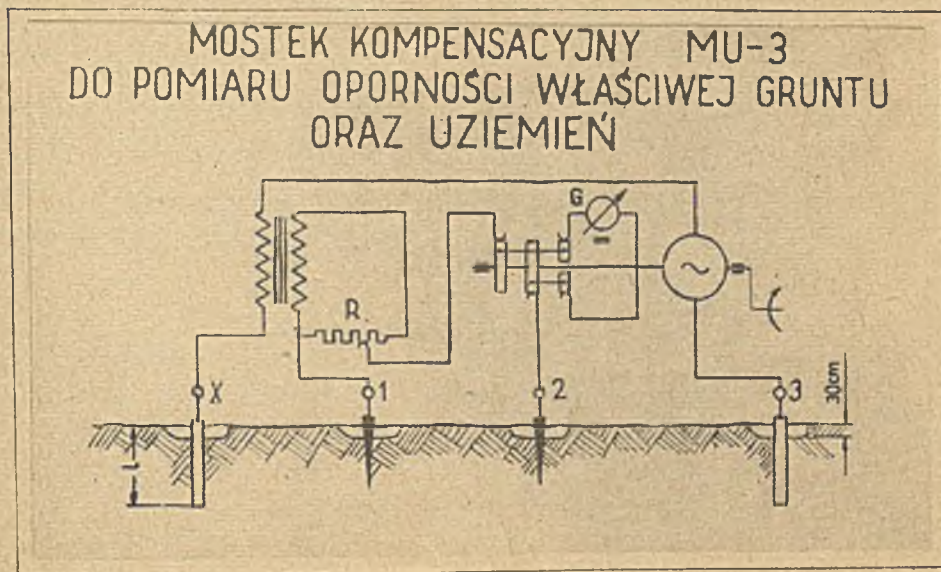 MOSTEK KOMPENSACYJNY MU-3
DO POMIARU OPORNOŚCI WŁAŚCIWEJ GRUNTU
ORAZ UZIEMIEŃ
G
R
X
1
2
3
30cm
l